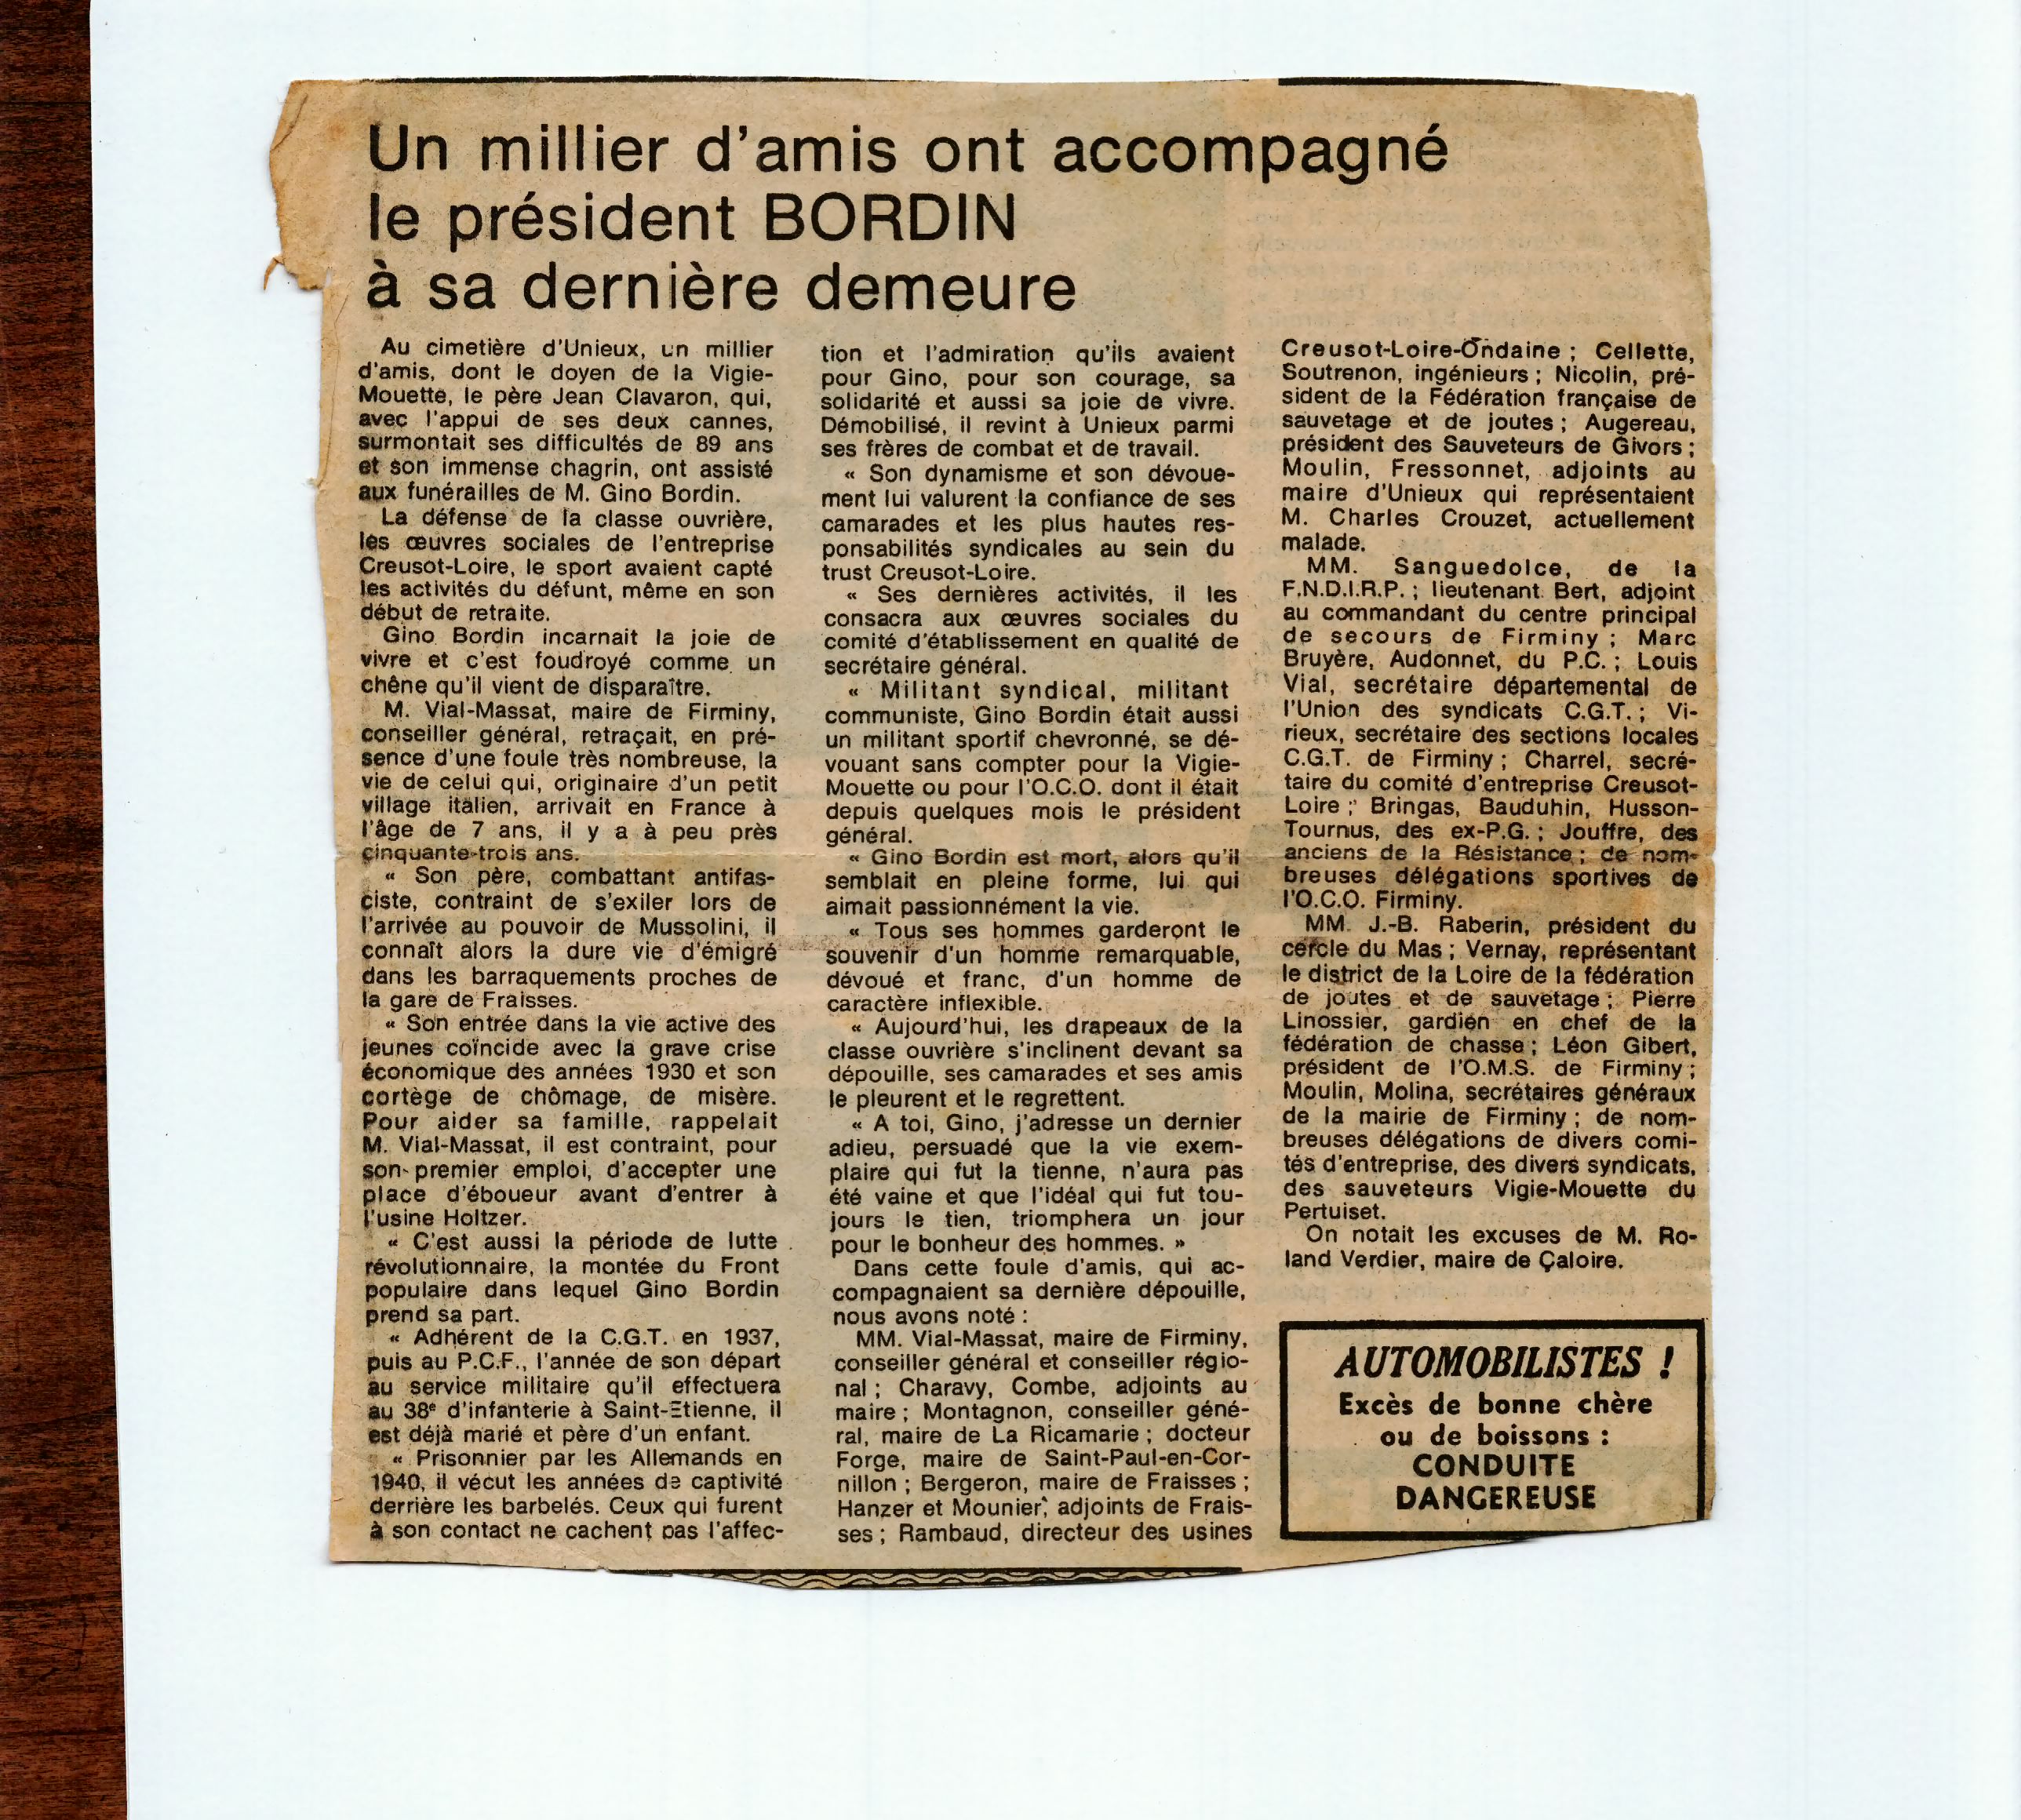 Un millier d'amis ont accompagné
le président BORDIN
à sa dernière demeure
Au cimetière d'Unieux, un millier
d'amis, dont le doyen de la Vigie-
Mouette, le père Jean Clavaron, qui,
avec l'appui de ses deux cannes,
surmontait ses difficultés de 89 ans
et son immense chagrin, ont assisté
aux funérailles de M. Gino Bordin.
La défense de la classe ouvrière,
les œuvres sociales de l'entreprise
Creusot-Loire, le sport avaient capté
les activités du défunt, même en son
début de retraite.
Gino Bordin incarnait la joie de
vivre et c'est foudroyé comme un
chêne qu'il vient de disparaître.
M. Vial-Massat, maire de Firminy,
conseiller général, retraçait, en pré-
sence d'une foule très nombreuse, la
vie de celui qui, originaire d'un petit
village italien, arrivait en France à
l'âge de 7 ans, il y a à peu près
cinquante-trois ans.
« Son père, combattant antifas-
ciste, contraint de s'exiler lors de
l'arrivée au pouvoir de Mussolini, il
connaît alors la dure vie d'émigré
dans les barraquements proches de
la gare de Fraisses.
« Son entrée dans la vie active des
jeunes coïncide avec la grave crise
économique des années 1930 et son
cortège de chômage, de misère.
Pour aider sa famille, rappelait
M. Vial-Massat, il est contraint, pour
son premier emploi, d'accepter une
place d'éboueur avant d'entrer à
l'usine Holtzer.
« C'est aussi la période de lutte
révolutionnaire, la montée du Front
populaire dans lequel Gino Bordin
prend sa part.
« Adhérent de la C.G.T. en 1937,
puis au P.C.F., l'année de son départ
au service militaire qu'il effectuera
au 38e d'infanterie à Saint-Etienne, il
est déjà marié et père d'un enfant.
« Prisonnier par les Allemands en
1940, il vécut les années de captivité
derrière les barbelés. Ceux qui furent
à son contact ne cachent pas l'affec-
tion et l'admiration qu'ils avaient
pour Gino, pour son courage, sa
solidarité et aussi sa joie de vivre.
Démobilisé, il revint à Unieux parmi
ses frères de combat et de travail.
« Son dynamisme et son dévoue-
ment lui valurent la confiance de ses
camarades et les plus hautes res-
ponsabilités syndicales au sein du
trust Creusot-Loire.
« Ses dernières activités, il les
consacra aux œuvres sociales du
comité d'établissement en qualité de
secrétaire général.
« Militant syndical, militant
communiste, Gino Bordin était aussi
un militant sportif chevronné, se dé-
vouant sans compter pour la Vigie-
Mouette ou pour l'O.C.O. dont il était
depuis quelques mois le président
général.
« Gino Bordin est mort, alors qu'il
semblait en pleine forme, lui qui
aimait passionnément la vie.
« Tous ses hommes garderont le
souvenir d'un homme remarquable,
dévoué et franc, d'un homme de
caractère inflexible.
« Aujourd'hui, les drapeaux de la
classe ouvrière s'inclinent devant sa
dépouille, ses camarades et ses amis
le pleurent et le regrettent.
« A toi, Gino, j'adresse un dernier
adieu, persuadé que la vie exem-
plaire qui fut la tienne, n'aura pas
été vaine et que l'idéal qui fut tou-
jours le tien, triomphera un jour
pour le bonheur des hommes. »
Dans cette foule d'amis, qui ac-
compagnaient sa dernière dépouille,
nous avons noté :
MM. Vial-Massat, maire de Firminy,
conseiller général et conseiller régio-
nal ; Charavy, Combe, adjoints au
maire ; Montagnon, conseiller géné-
ral, maire de La Ricamarie ; docteur
Forge, maire de Saint-Paul-en-Cor-
nillon ; Bergeron, maire de Fraisses ;
Hanzer et Mounier, adjoints de Frais-
ses ; Rambaud, directeur des usines
Creusot-Loire-Ondaine ; Cellette,
Soutrenon, ingénieurs ; Nicolin, pré-
sident de la Fédération française de
sauvetage et de joutes ; Augereau,
président des Sauveteurs de Givors ;
Moulin, Fressonnet, adjoints au
maire d'Unieux qui représentaient
M. Charles Crouzet, actuellement
malade.
MM. Sanguedolce, de la
F.N.D.I.R.P. ; lieutenant Bert, adjoint
au commandant du centre principal
de secours de Firminy ; Marc
Bruyère, Audonnet, du P.C. ; Louis
Vial, secrétaire départemental de
l'Union des syndicats C.G.T. ; Vi-
rieux, secrétaire des sections locales
C.G.T. de Firminy ; Charrel, secré-
taire du comité d'entreprise Creusot-
Loire ; Bringas, Bauduhin, Husson-
Tournus, des ex-P.G. ; Jouffre, des
anciens de la Résistance ; de nom-
breuses délégations sportives de
l'O.C.O. Firminy.
MM. J.-B. Raberin, président du
cercle du Mas ; Vernay, représentant
le district de la Loire de la fédération
de joutes et de sauvetage ; Pierre
Linossier, gardien en chef de la
fédération de chasse ; Léon Gibert,
président de l'O.M.S. de Firminy ;
Moulin, Molina, secrétaires généraux
de la mairie de Firminy ; de nom-
breuses délégations de divers comi-
tés d'entreprise, des divers syndicats,
des sauveteurs Vigie-Mouette du
Pertuiset.
On notait les excuses de M. Ro-
land Verdier, maire de Çaloire.
AUTOMOBILISTES !
Excès de bonne chère
ou de boissons :
CONDUITE
DANGEREUSE